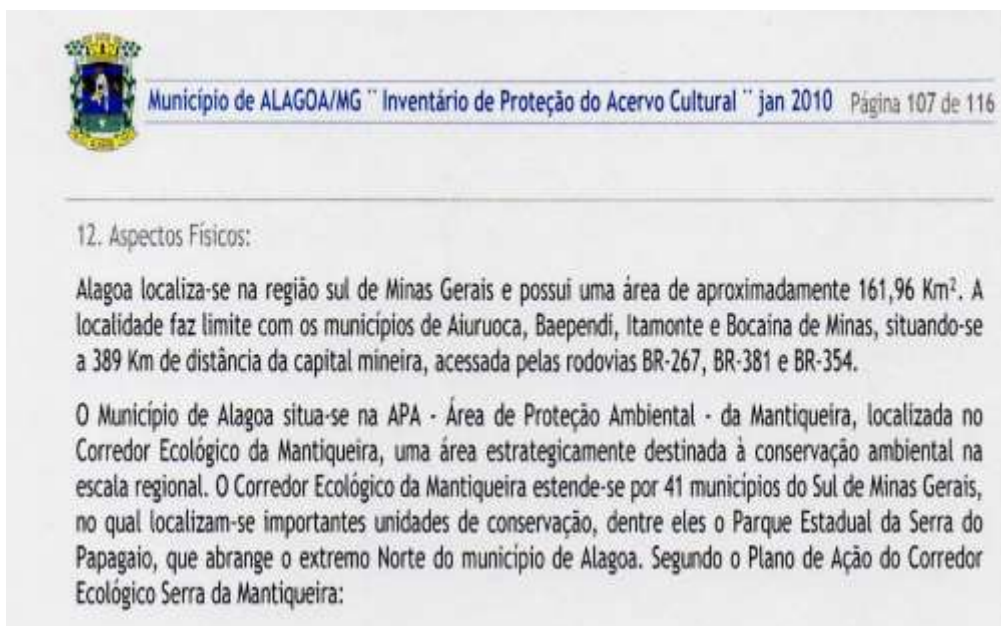 Município de ALAGOA/MG ¨ Inventário de Proteção do Acervo Cultural ¨ jan 2010 Página 107 de 116
12. Aspectos Físicos:
Alagoa localiza-se na região sul de Minas Gerais e possui uma área de aproximadamente 161,96 Km². A
localidade faz limite com os municípios de Aiuruoca, Baependi, Itamonte e Bocaina de Minas, situando-se
a 389 Km de distância da capital mineira, acessada pelas rodovias BR-267, BR-381 e BR-354.
O Município de Alagoa situa-se na APA - Área de Proteção Ambiental - da Mantiqueira, localizada no
Corredor Ecológico da Mantiqueira, uma área estrategicamente destinada à conservação ambiental na
escala regional. O Corredor Ecológico da Mantiqueira estende-se por 41 municípios do Sul de Minas Gerais,
no qual localizam-se importantes unidades de conservação, dentre eles o Parque Estadual da Serra do
Papagaio, que abrange o extremo Norte do município de Alagoa. Segundo o Plano de Ação do Corredor
Ecológico Serra da Mantiqueira: